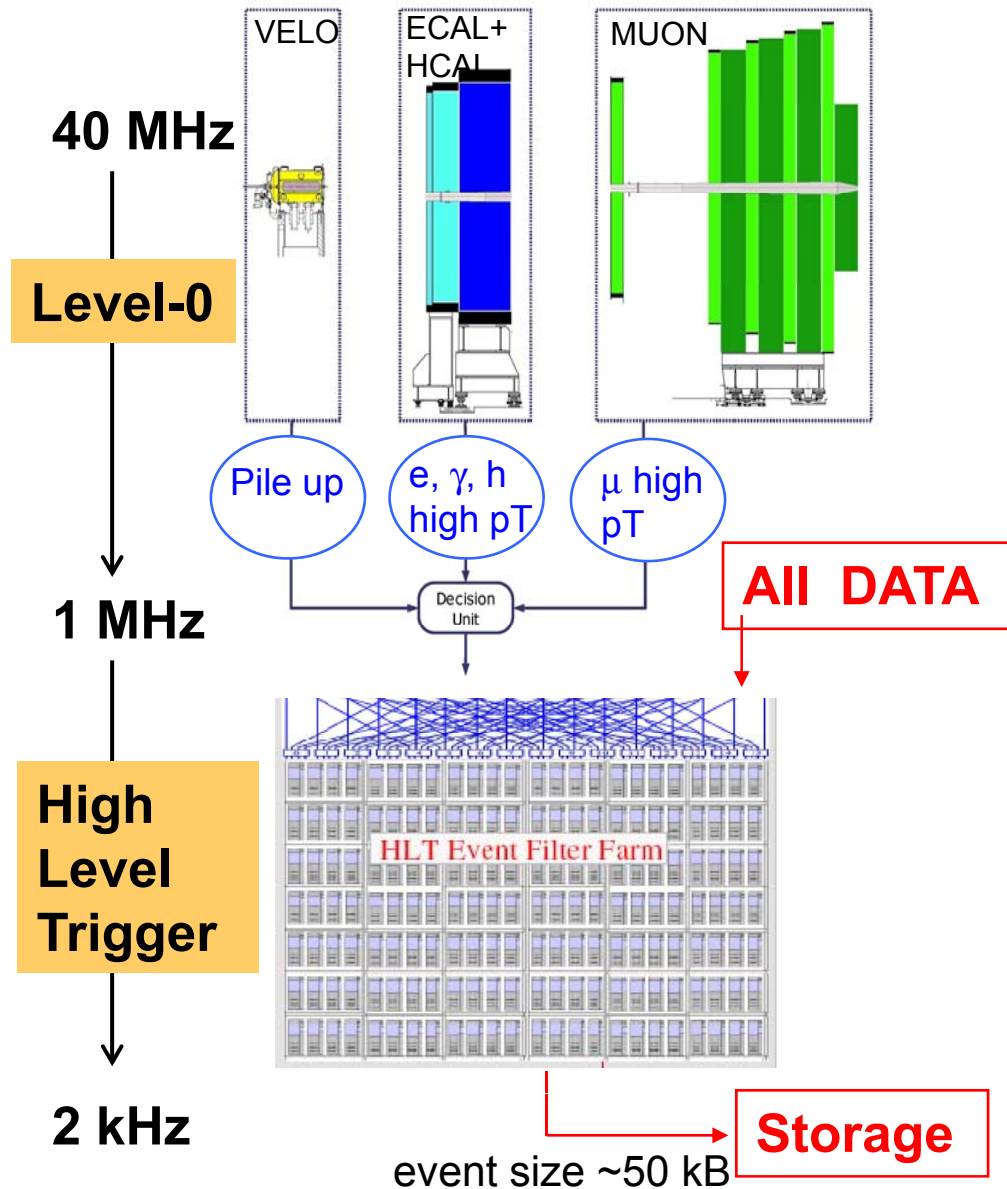 VELO
ECAL+
HCAL
MUON
40 MHz
Level-0
Pile up
e, γ, h
high pT
μ high
pT
Decision
Unit
All DATA
1 MHz
High
Level
Trigger
HLT Event Filter Farm
2 kHz
Storage
event size ~50 kB